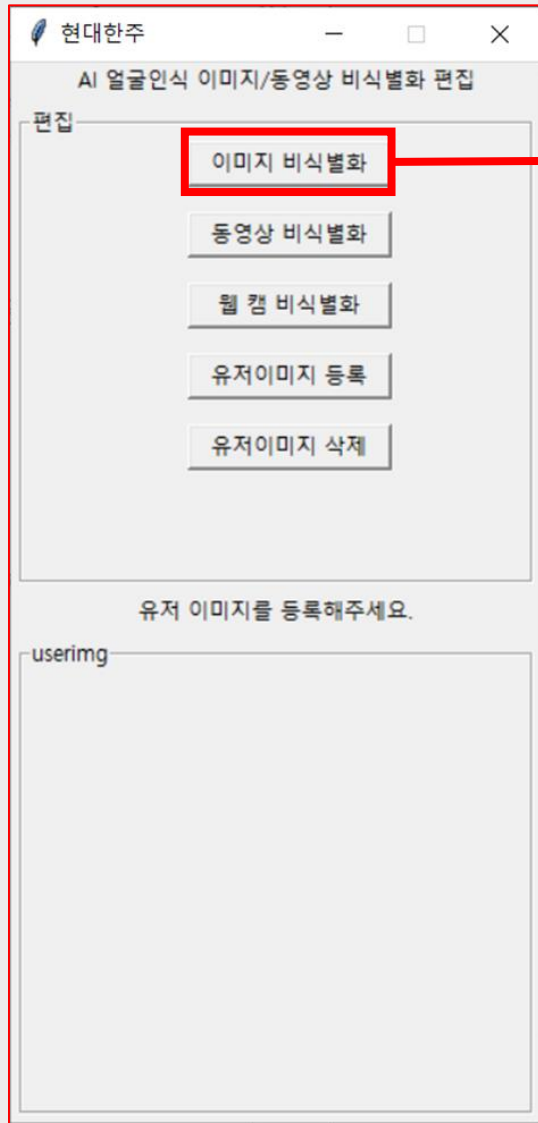 현대한주
AI 얼굴인식 이미지/동영상 비식별화 편집
편집
이미지 비식별화
동영상 비식별화
웹 캠 비식별화
유저이미지 등록
유저이미지 삭제
유저 이미지를 등록해주세요.
userimg